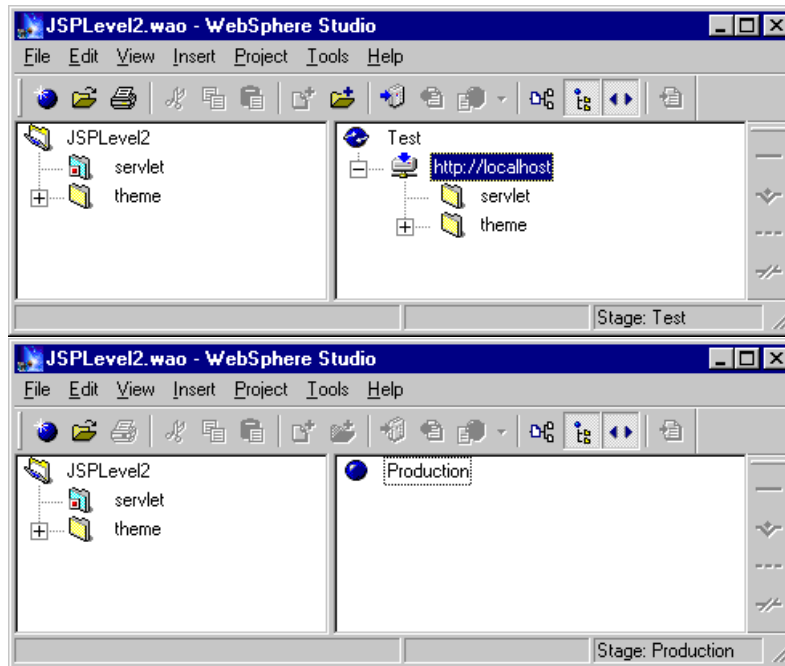 JSPLevel2.wao - WebSphere Studio
File Edit View Insert Project Tools Help
JSPLevel2
servlet
theme
Test
http://localhost
servlet
theme
Stage: Test
JSPLevel2.wao - WebSphere Studio
File Edit View Insert Project Tools Help
JSPLevel2
servlet
theme
Production
Stage: Production